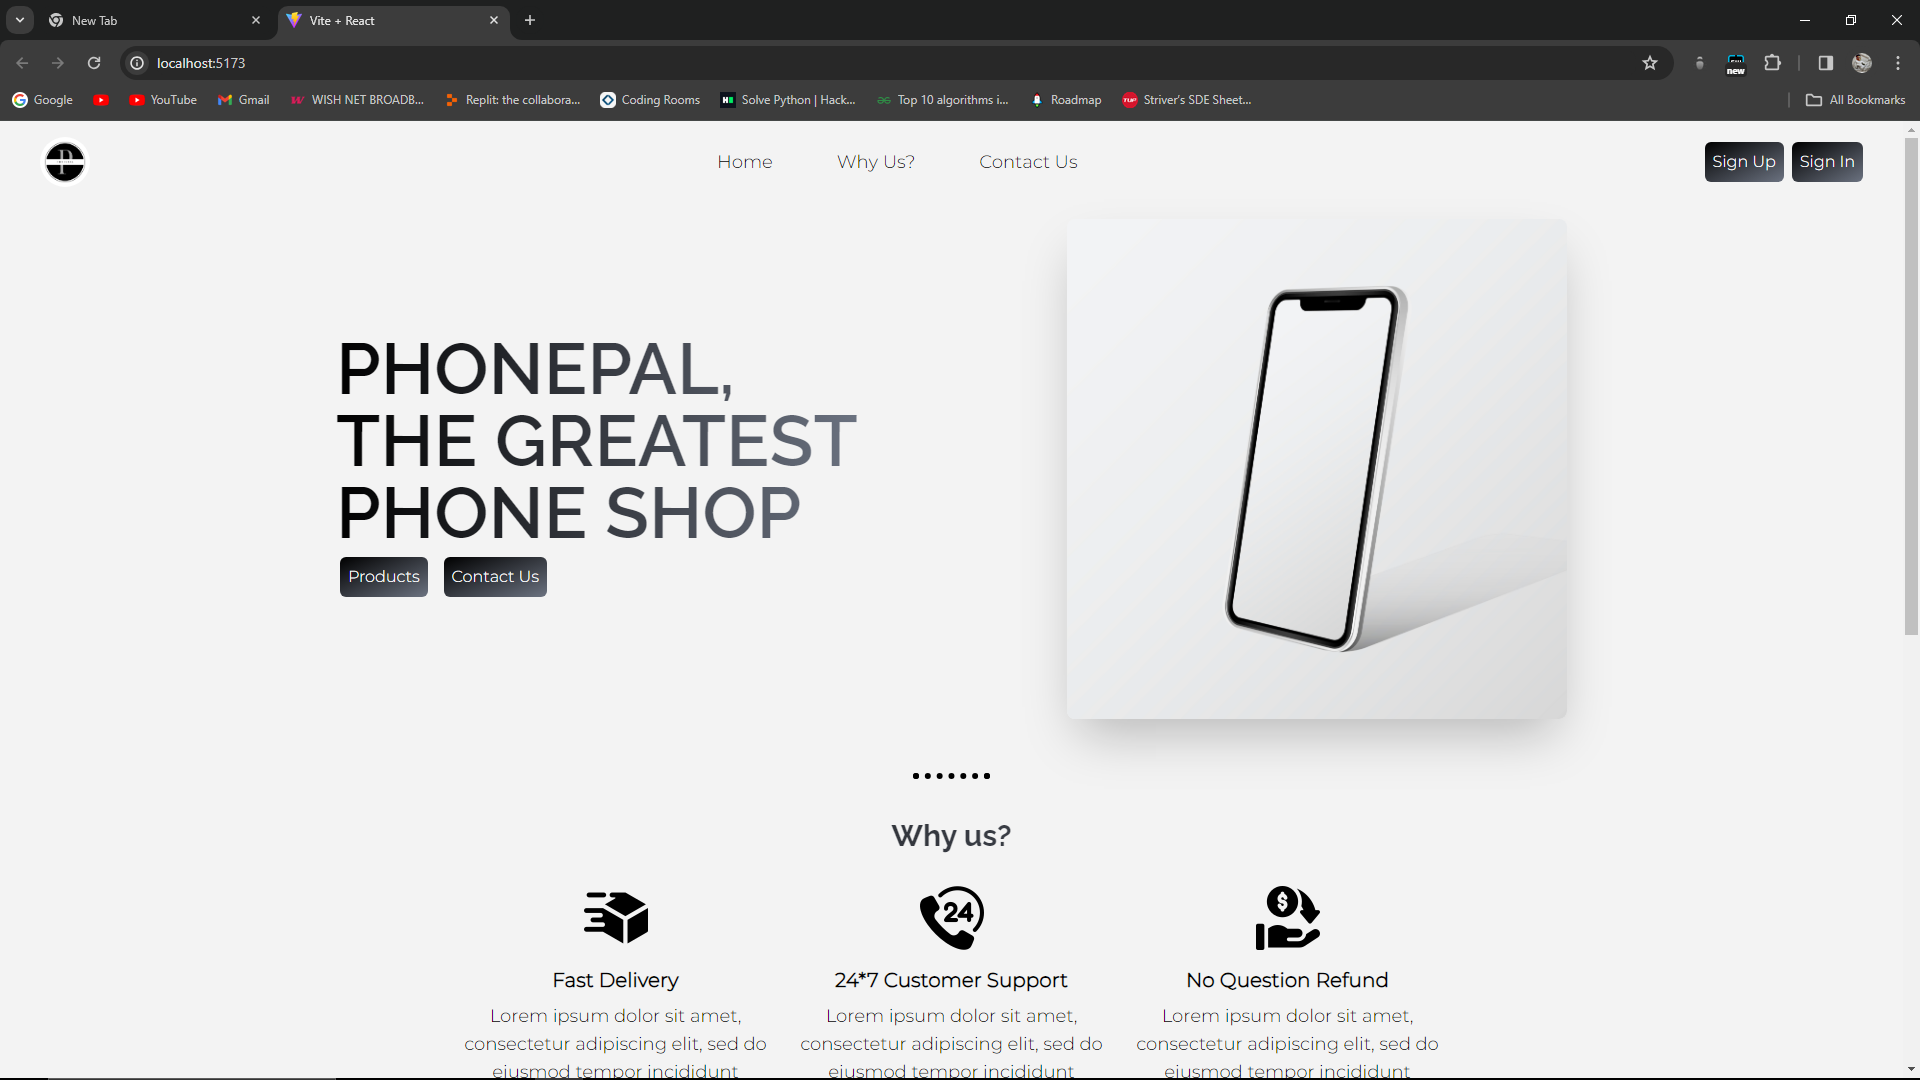 New Tab
Vite + React
localhost:5173
new
Google
YouTube
Gmail
WISH NET BROADB...
Replit: the collabora...
Coding Rooms
Solve Python | Hack...
Top 10 algorithms i...
Roadmap
Striver's SDE Sheet...
All Bookmarks
P
Home
Why Us?
Contact Us
Sign Up
Sign In
PHONEPAL,
THE GREATEST
PHONE SHOP
Products
Contact Us
Why us?
24
$
Fast Delivery
24*7 Customer Support
No Question Refund
Lorem ipsum dolor sit amet,
consectetur adipiscing elit, sed do
eiusmod tempor incididunt
Lorem ipsum dolor sit amet,
consectetur adipiscing elit, sed do
eiusmod tempor incididunt
Lorem ipsum dolor sit amet,
consectetur adipiscing elit, sed do
eiusmod tempor incididunt